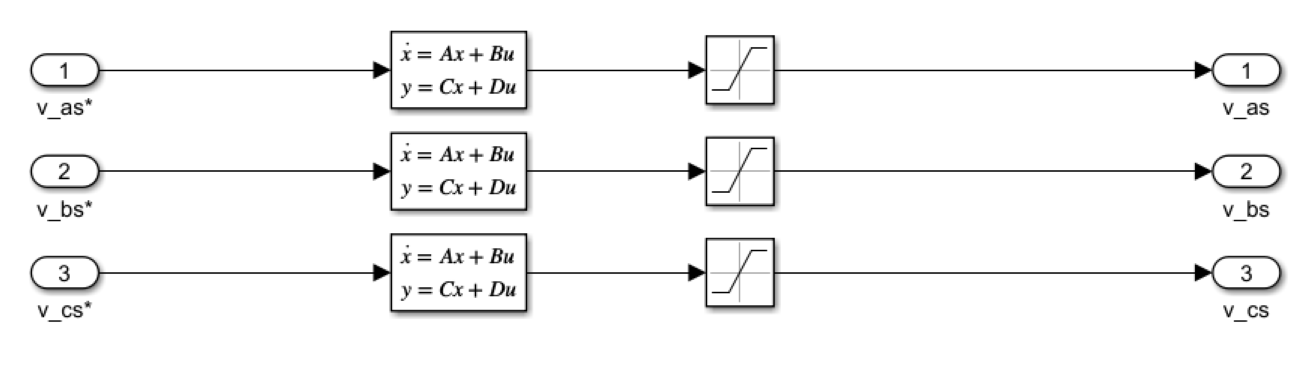 1
ẋ = Ax + Bu
y = Cx + Du
1
v_as*
v_as
2
ẋ = Ax + Bu
y = Cx + Du
2
v_bs*
v_bs
3
ẋ = Ax + Bu
y = Cx + Du
3
v_cs*
v_cs